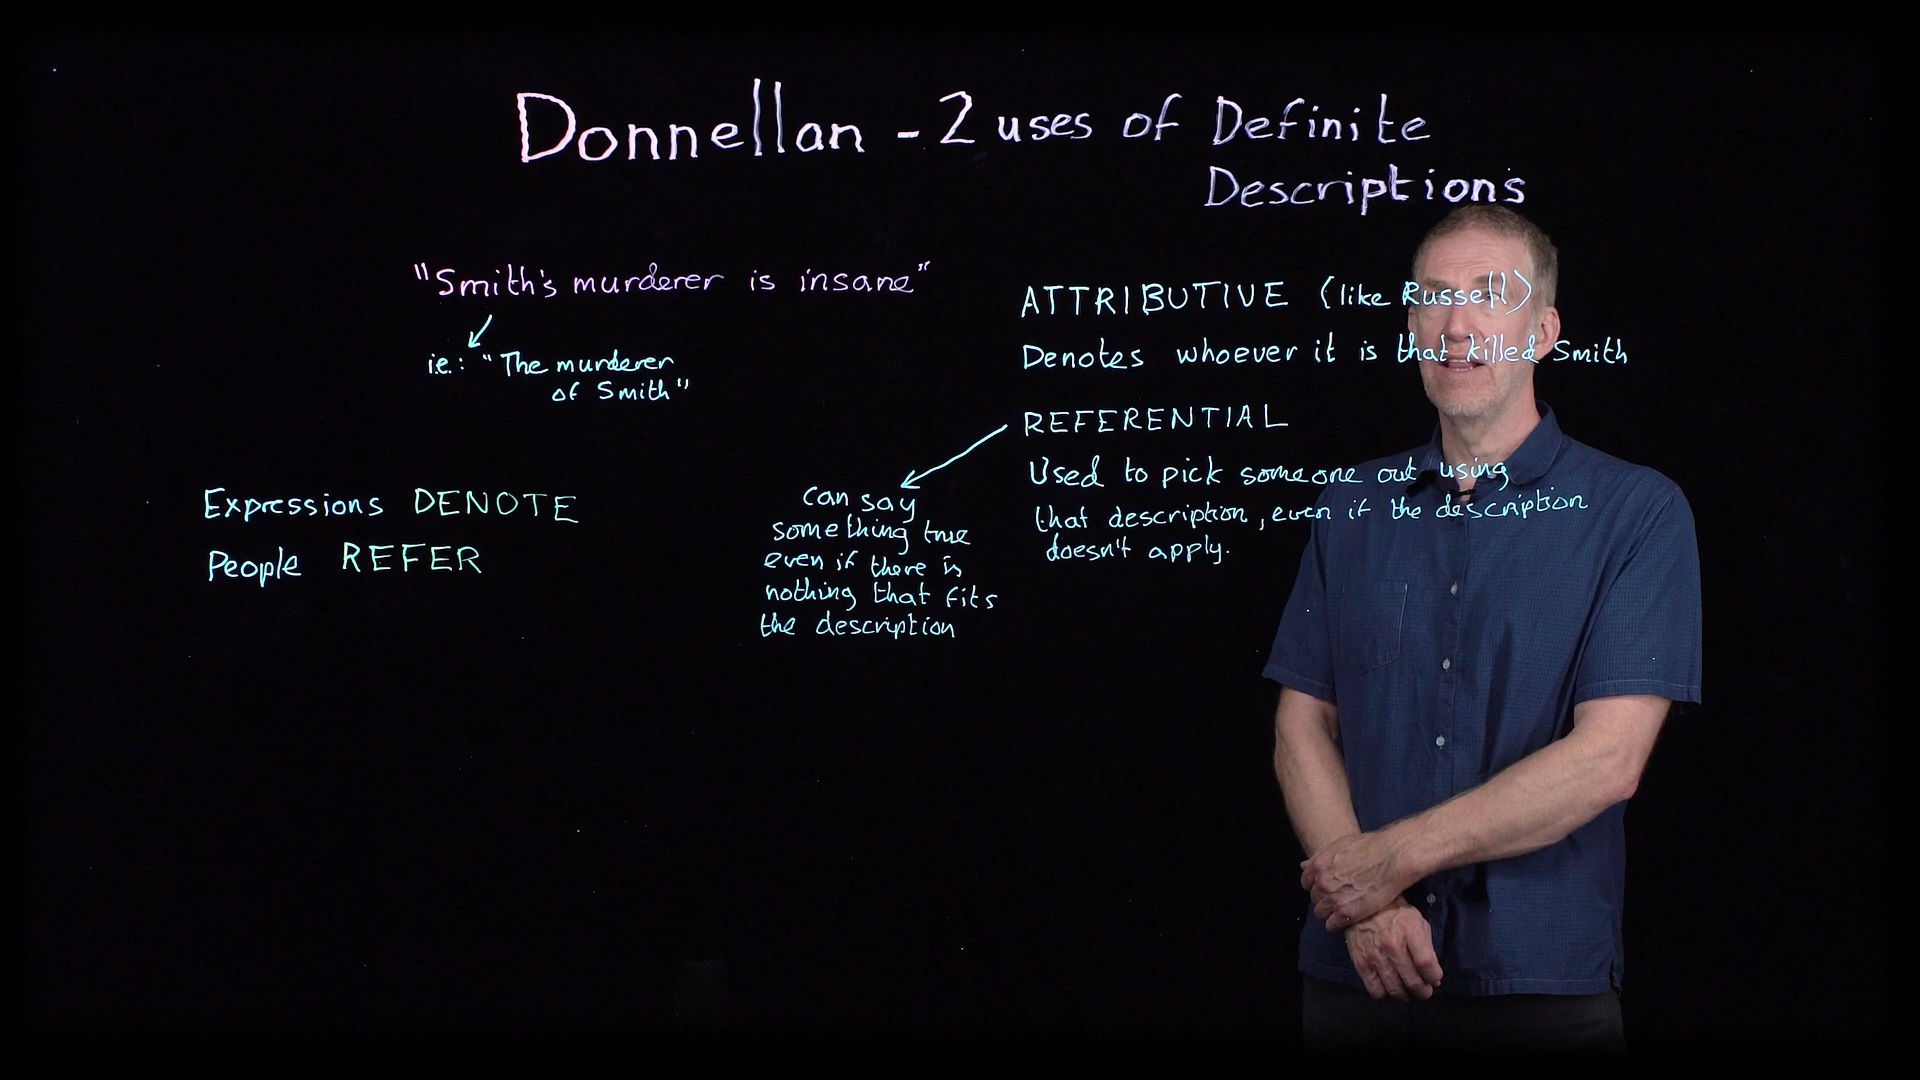 Donnellan - 2 uses of Definite
Descriptions
"Smith's murderer is insane"
i.e.: "The murderer
of Smith"
Expressions DENOTE
People REFER
ATTRIBUTIVE (like Russell)
Denotes whoever it is that killed Smith
REFERENTIAL
Used to pick someone out using
that description, even if the description
doesn't apply.
can say
something true
even if there is
nothing that fits
the description